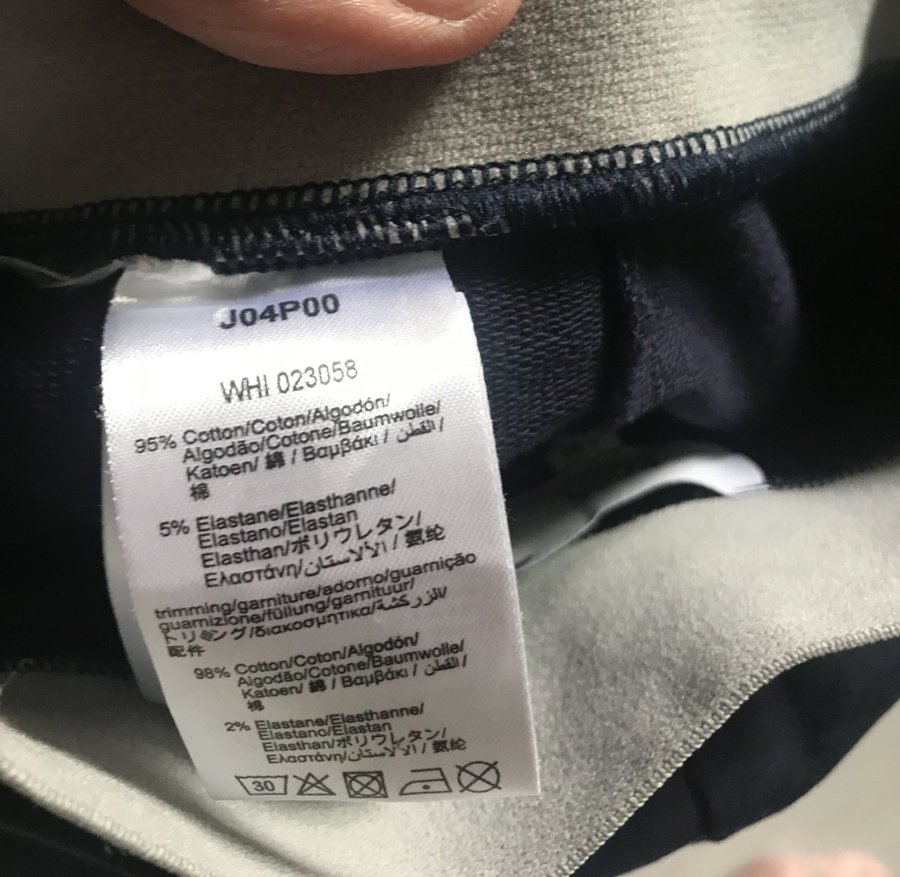 J04P00
WHI 023058
95% Cotton/Coton/Algodón/
Algodão/Cotone/Baumwolle/
Katoen/ 綿 / Βαμβάκι / القطن /
棉
5% Elastane/Elasthanne/
Elastano/Elastan
Elasthan/ポリウレタン/
Ελαστάνη/الألاستان / 氨纶
trimming/garniture/adorno/guarnição
guarnizione/füllung/garnituur/
トリミング/διακοσμητικα/الزركشة/
配件
98% Cotton/Coton/Algodón/
Algodão/Cotone/Baumwolle/
Katoen/ 綿 / Βαμβάκι / القطن /
棉
2% Elastane/Elasthanne/
Elastano/Elastan
Elasthan/ポリウレタン/
Ελαστάνη/الألاستان / 氨纶
30